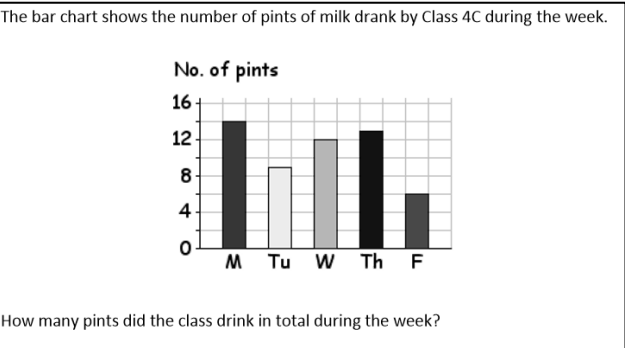 The bar chart shows the number of pints of milk drank by Class 4C during the week.
No. of pints
16
12
8
4
0
M Tu W Th F
How many pints did the class drink in total during the week?